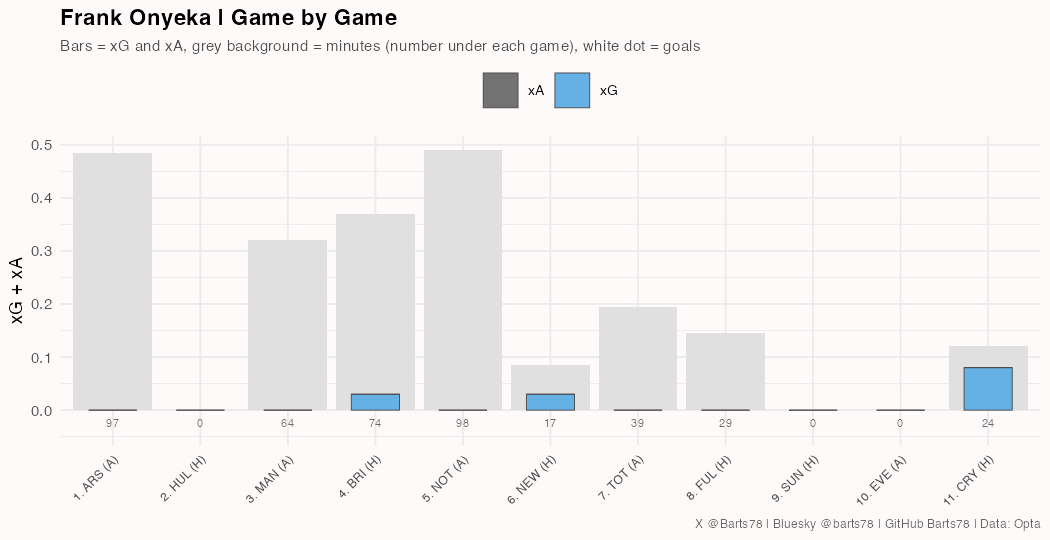 Frank Onyeka | Game by Game
Bars = xG and xA, grey background = minutes (number under each game), white dot = goals
xA xG
xG + xA
0.5
0.4
0.3
0.2
0.1
0.0
97 0 64 74 98 17 39 29 0 0 24
1. ARS (A) 2. HUL (H) 3. MAN (A) 4. BRI (H) 5. NOT (A) 6. NEW (H) 7. TOT (A) 8. FUL (H) 9. SUN (H) 10. EVE (A) 11. CRY (H)
X @Barts78 | Bluesky @barts78 | GitHub Barts78 | Data: Opta